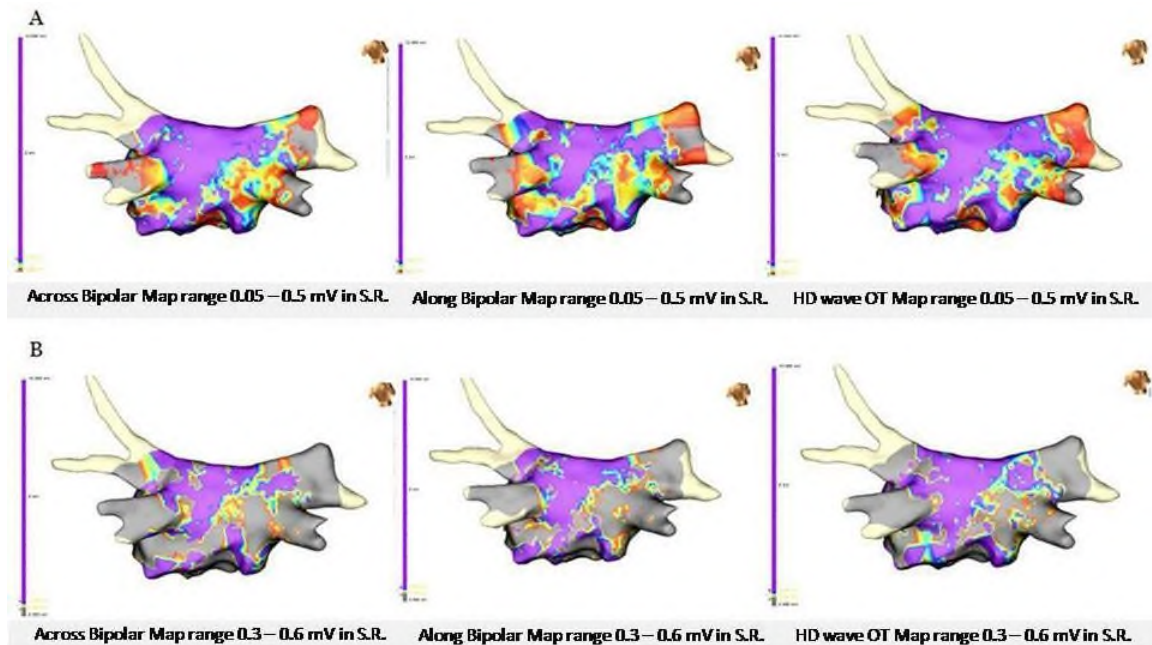 A
Across Bipolar Map range 0.05 – 0.5 mV in S.R.
Along Bipolar Map range 0.05 – 0.5 mV in S.R.
HD wave OT Map range 0.05 – 0.5 mV in S.R.
B
Across Bipolar Map range 0.3 – 0.6 mV in S.R.
Along Bipolar Map range 0.3 – 0.6 mV in S.R.
HD wave OT Map range 0.3 – 0.6 mV in S.R.